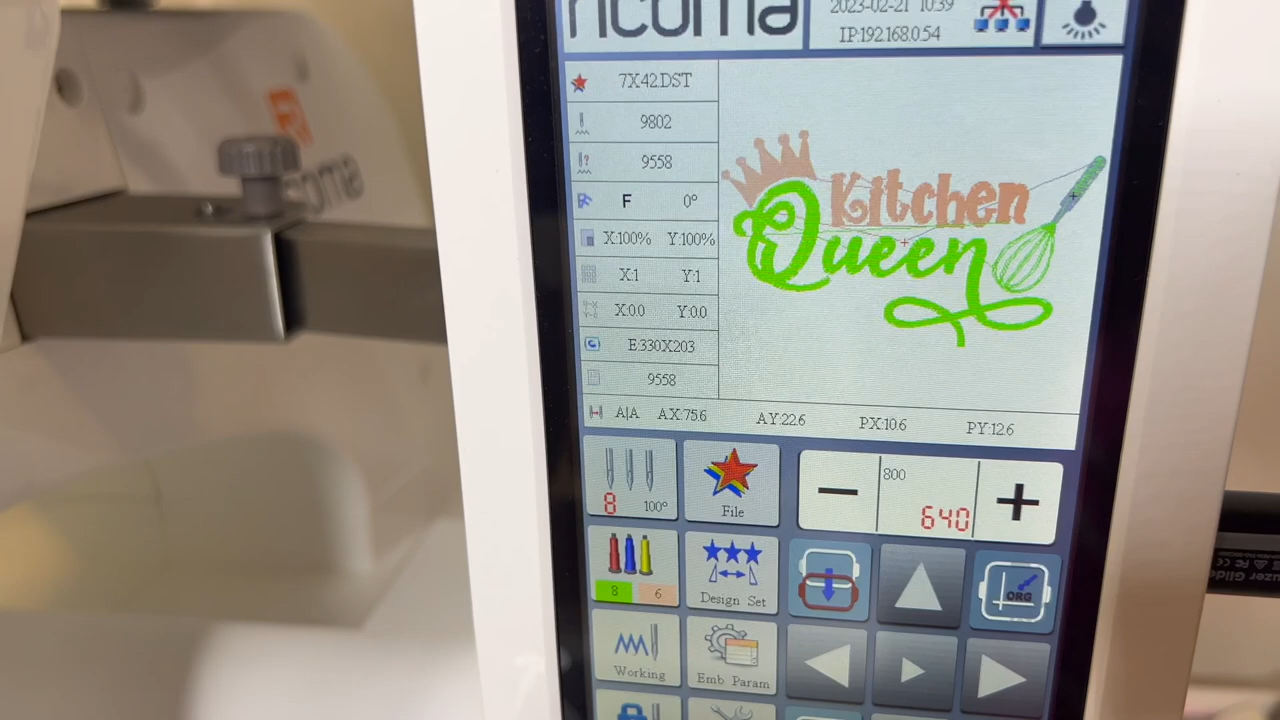 ricoma
2023-02-21 10:39
IP:192.168.0.54
7X42.DST
9802
9558
F 0°
X:100% Y:100%
X:1 Y:1
X:0.0 Y:0.0
E:330X203
9558
A|A AX:75.6 AY:22.6 PX:10.6 PY:12.6
Kitchen
Queen
8 100°
File
800
640
8 6
Design Set
ORG
Working
Emb Param